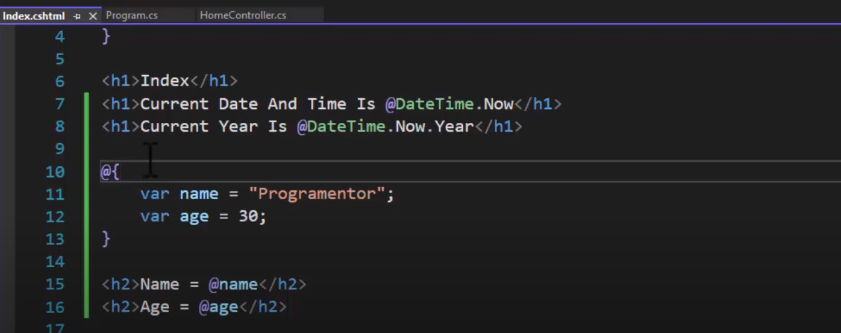 Index.cshtml Program.cs HomeController.cs
4 }
5
6 <h1>Index</h1>
7 <h1>Current Date And Time Is @DateTime.Now</h1>
8 <h1>Current Year Is @DateTime.Now.Year</h1>
9
10 @{
11 var name = "Programentor";
12 var age = 30;
13 }
14
15 <h2>Name = @name</h2>
16 <h2>Age = @age</h2>
17